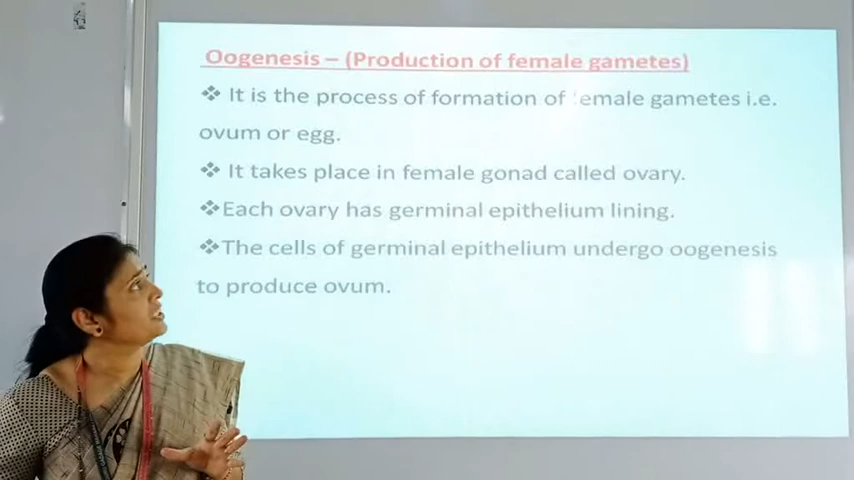 Oogenesis – (Production of female gametes)
❖ It is the process of formation of female gametes i.e.
ovum or egg.
❖ It takes place in female gonad called ovary.
❖ Each ovary has germinal epithelium lining.
❖ The cells of germinal epithelium undergo oogenesis
to produce ovum.